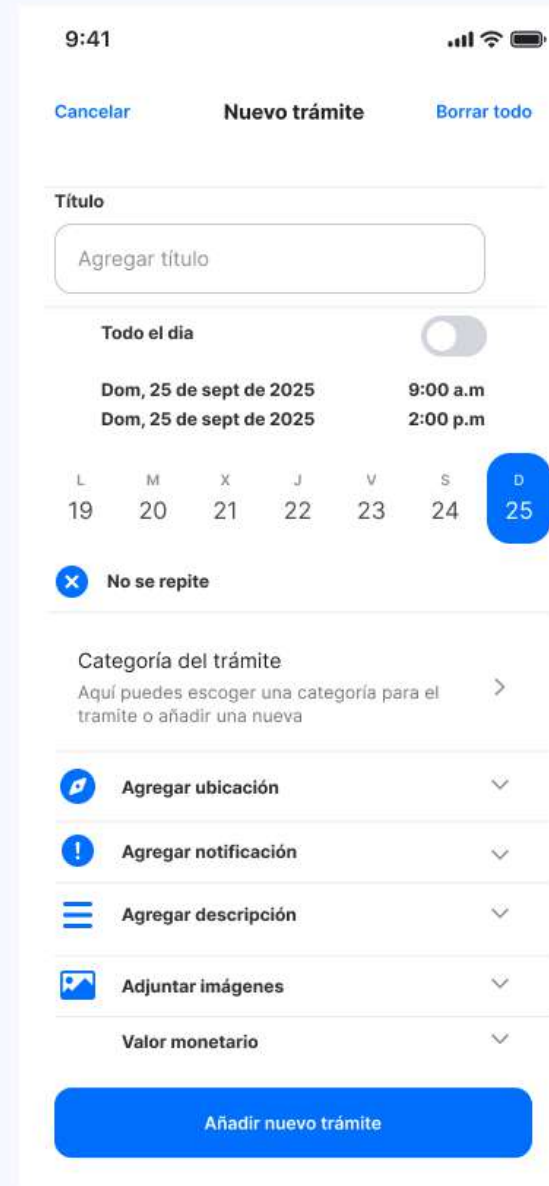 9:41
Cancelar Nuevo trámite Borrar todo
Título
Agregar título
Todo el dia
Dom, 25 de sept de 2025 9:00 a.m
Dom, 25 de sept de 2025 2:00 p.m
L M X J V S D
19 20 21 22 23 24 25
No se repite
Categoría del trámite
Aquí puedes escoger una categoría para el
tramite o añadir una nueva
Agregar ubicación
Agregar notificación
Agregar descripción
Adjuntar imágenes
Valor monetario
Añadir nuevo trámite